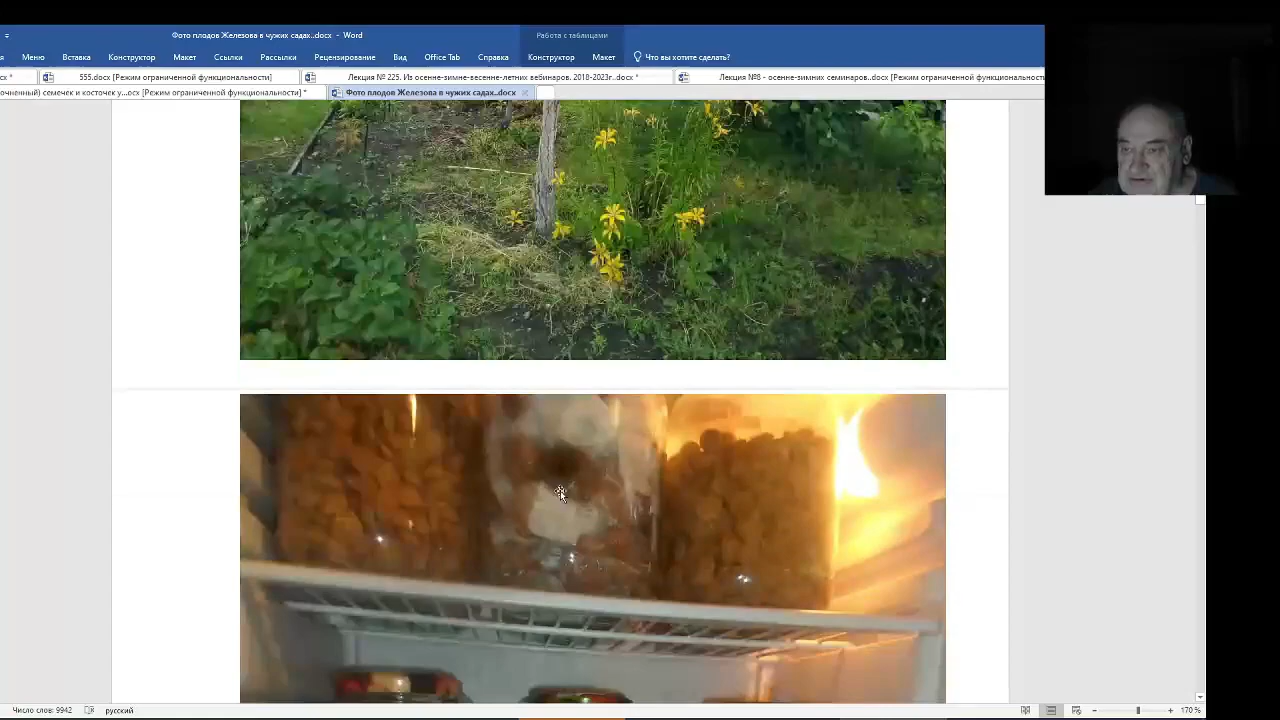 Фото плодов Железова в чужих садах..docx - Word
Работа с таблицами
Меню Вставка Конструктор Макет Ссылки Рассылки Рецензирование Вид Office Tab Справка Конструктор Макет Что вы хотите сделать?
555.docx [Режим ограниченной функциональности] Лекция № 225. Из осенне-зимне-весенне-летних вебинаров. 2018-2023г..docx * Лекция №8 - осенне-зимних семинаров..docx [Режим ограниченной функциональности]
оченный) семечек и косточек у...ocx [Режим ограниченной функциональности] * Фото плодов Железова в чужих садах..docx
Число слов: 9942 русский 170 %